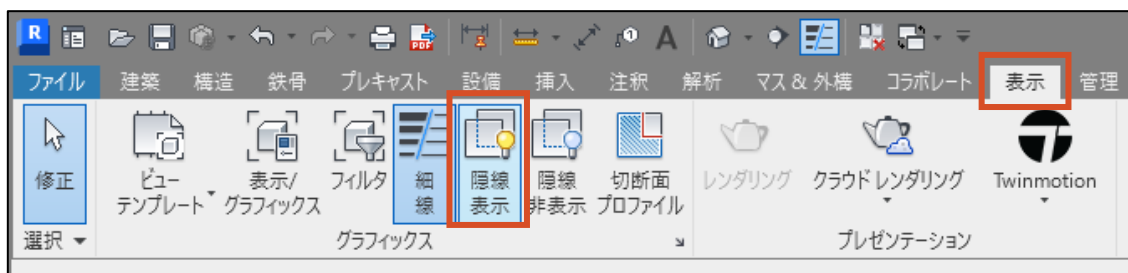 R
PDF
A
ファイル 建築 構造 鉄骨 プレキャスト 設備 挿入 注釈 解析 マス & 外構 コラボレート 表示 管理
修正 ビュー テンプレート 表示/ グラフィックス フィルタ 細線 隠線 表示 隠線 非表示 切断面 プロファイル レンダリング クラウド レンダリング Twinmotion
選択 グラフィックス プレゼンテーション